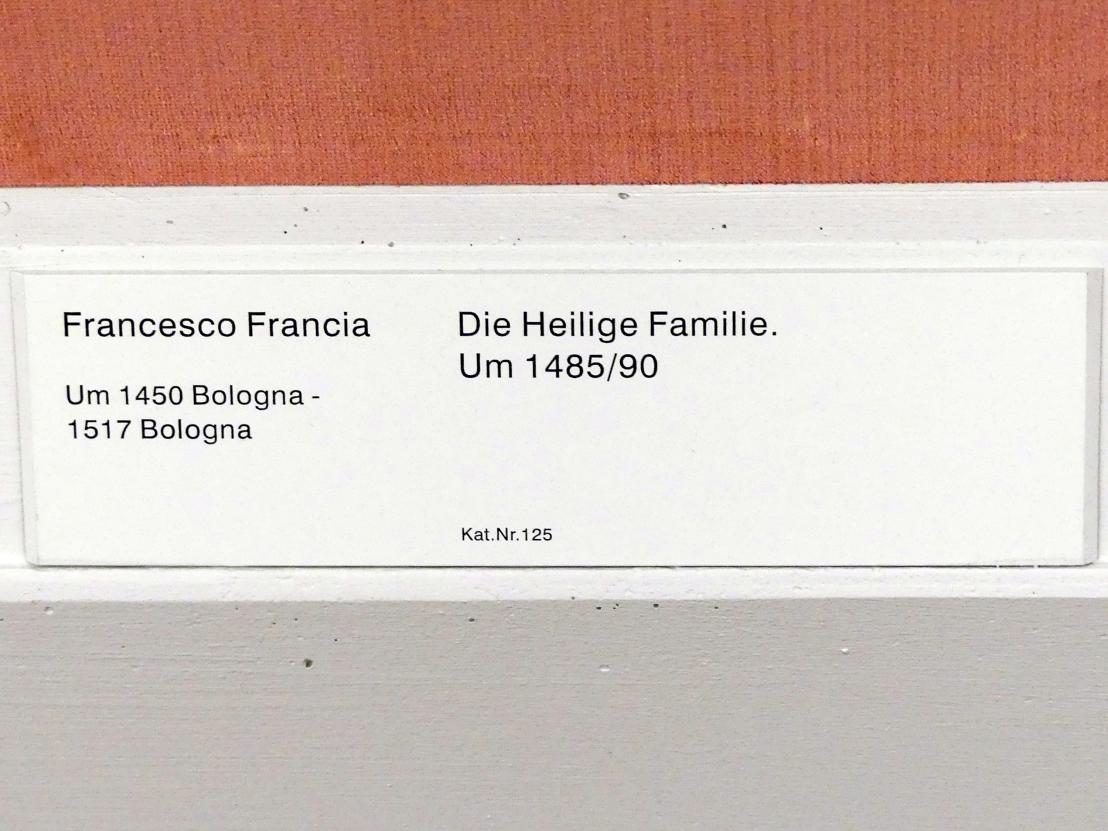 Francesco Francia
Um 1450 Bologna -
1517 Bologna
Die Heilige Familie.
Um 1485/90
Kat.Nr.125